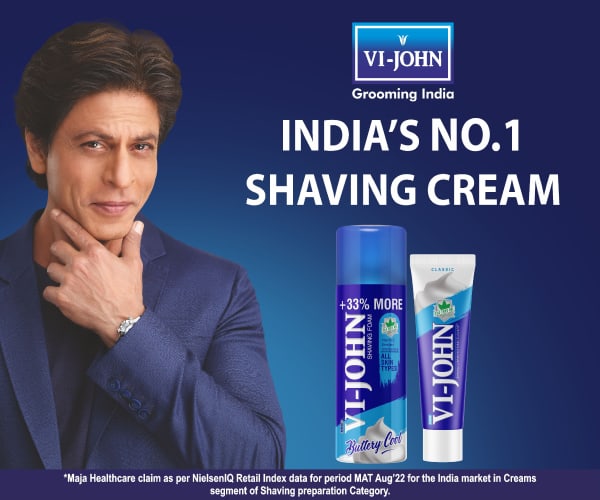 VI-JOHN
Grooming India
INDIA'S NO.1
SHAVING CREAM
+33% MORE
VI-JOHN
SHAVING FOAM
ALL
SKIN
TYPES
Buttery Cool
CLASSIC
VI-JOHN
*Maja Healthcare claim as per NielsenIQ Retail Index data for period MAT Aug'22 for the India market in Creams
segment of Shaving preparation Category.